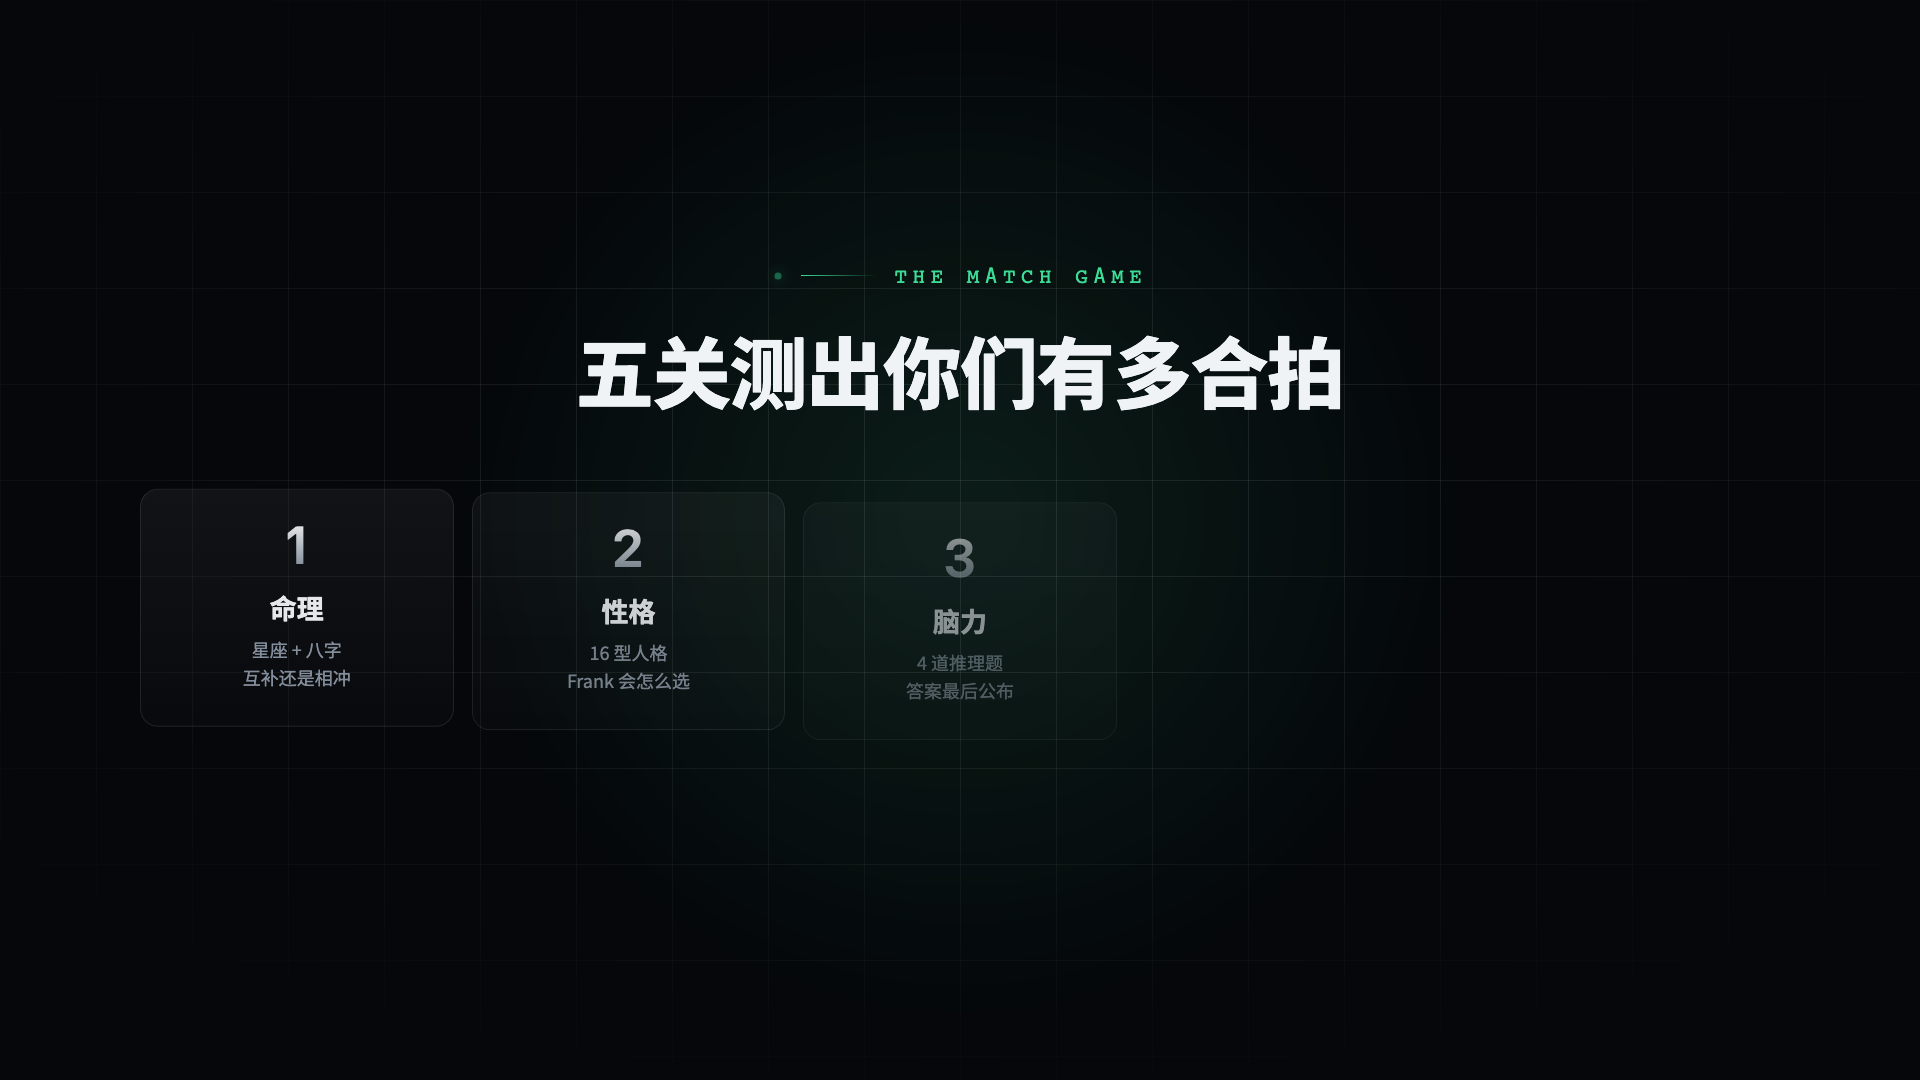 THE MATCH GAME
五关测出你们有多合拍
1
命理
星座 + 八字
互补还是相冲
2
性格
16 型人格
Frank 会怎么选
3
脑力
4 道推理题
答案最后公布